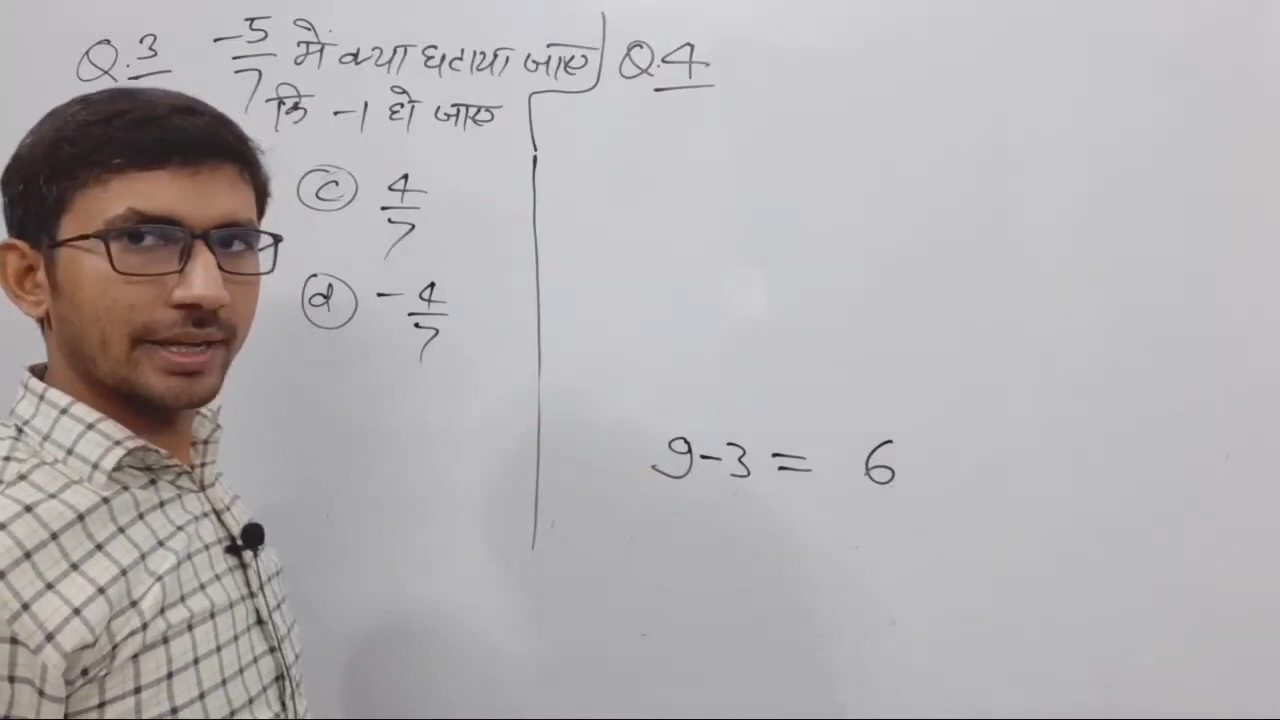 Q.3 -5/7 में क्या घटाया जाए
कि -1 हो जाए
(c) 4/7
(d) -4/7
Q.4
9-3 = 6